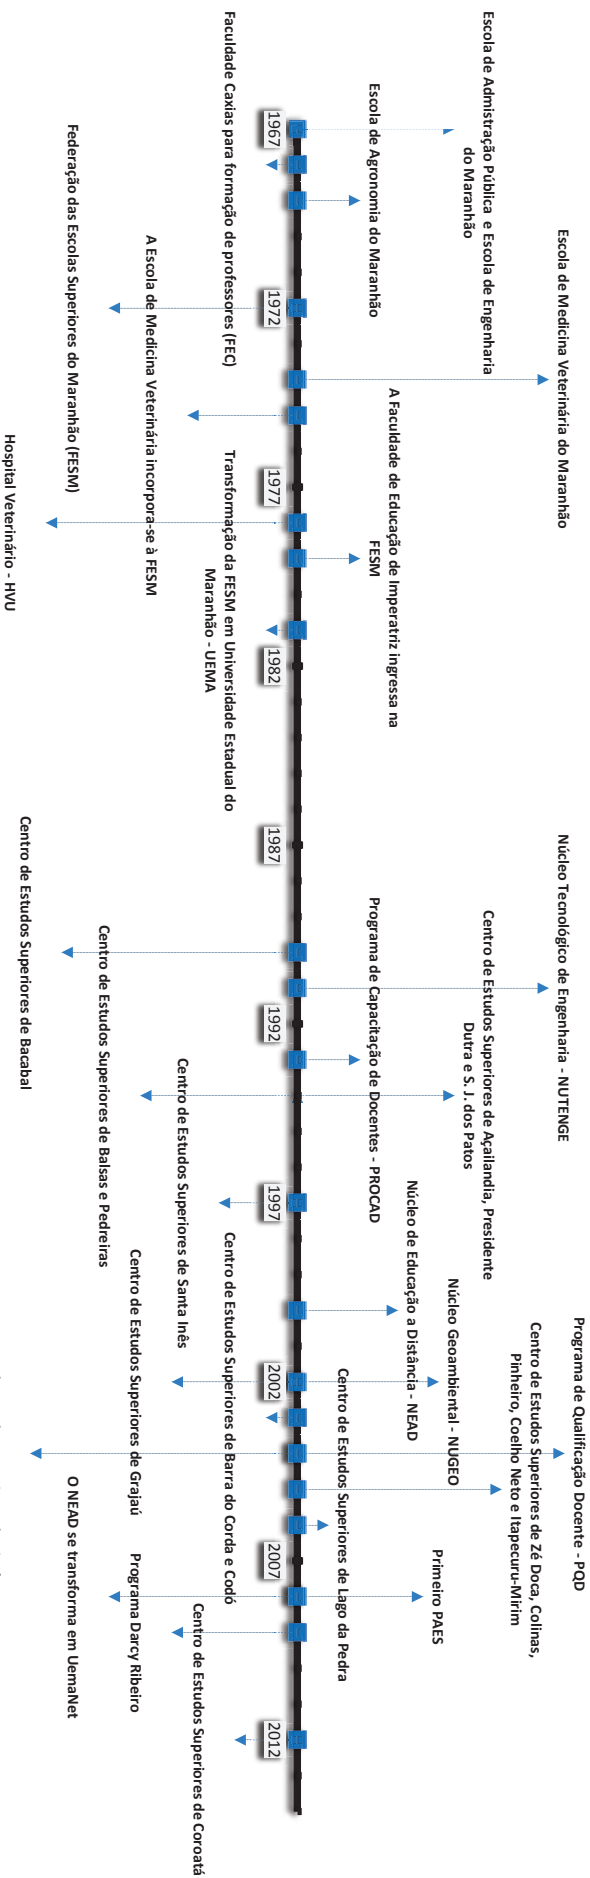 Programa de Qualificação Docente - PQD
Escola de Medicina Veterinária do Maranhão
Núcleo Tecnológico de Engenharia - NUTENGE
Centro de Estudos Superiores de Zé Doca, Colinas,
Pinheiro, Coelho Neto e Itapecuru-Mirim
Escola de Admistração Pública e Escola de Engenharia
do Maranhão
Centro de Estudos Superiores de Açailandia, Presidente
Dutra e S. J. dos Patos
Núcleo Geoambiental - NUGEO
Primeiro PAES
Núcleo de Educação a Distância - NEAD
A Faculdade de Educação de Imperatriz ingressa na
FESM
Escola de Agronomia do Maranhão
Programa de Capacitação de Docentes - PROCAD
Centro de Estudos Superiores de Lago da Pedra
1967
1972
1977
1982
1987
1992
1997
2002
2007
2012
Faculdade Caxias para formação de professores (FEC)
Transformação da FESM em Universidade Estadual do
Maranhão - UEMA
Centro de Estudos Superiores de Barra do Corda e Codó
Centro de Estudos Superiores de Coroatá
Centro de Estudos Superiores de Santa Inês
A Escola de Medicina Veterinária incorpora-se à FESM
Centro de Estudos Superiores de Grajaú
Programa Darcy Ribeiro
Centro de Estudos Superiores de Balsas e Pedreiras
Federação das Escolas Superiores do Maranhão (FESM)
O NEAD se transforma em UemaNet
Centro de Estudos Superiores de Bacabal
Hospital Veterinário - HVU